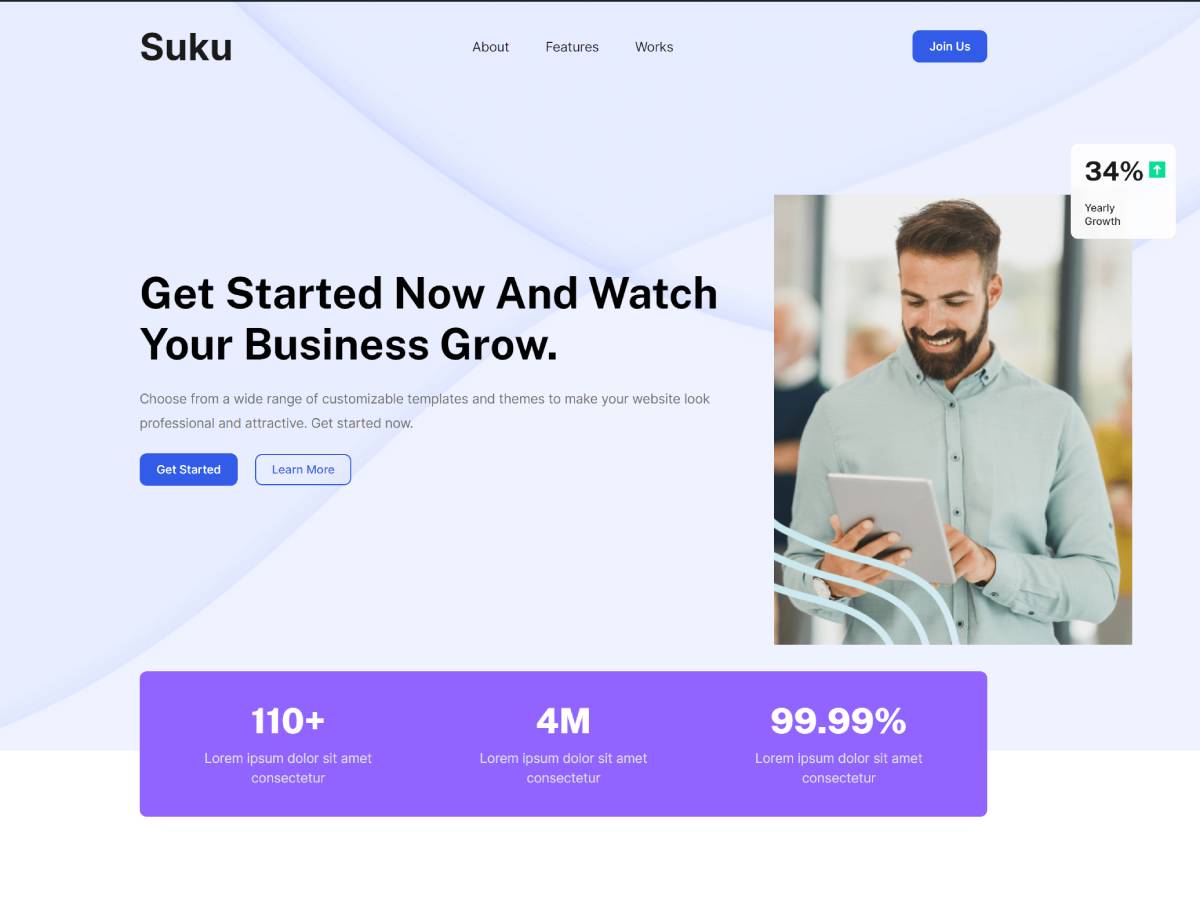 Suku
About
Features
Works
Join Us
34%
Yearly
Growth
Get Started Now And Watch
Your Business Grow.
Choose from a wide range of customizable templates and themes to make your website look
professional and attractive. Get started now.
Get Started
Learn More
110+
Lorem ipsum dolor sit amet
consectetur
4M
Lorem ipsum dolor sit amet
consectetur
99.99%
Lorem ipsum dolor sit amet
consectetur